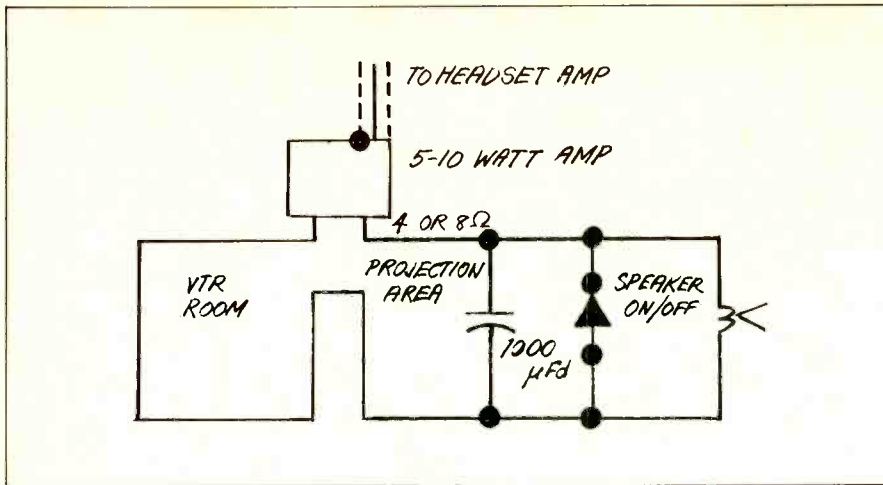 TO HEADSET AMP
5-10 WATT AMP
4 OR 8Ω
VTR
ROOM
PROJECTION
AREA
SPEAKER
ON/OFF
1000
µFd